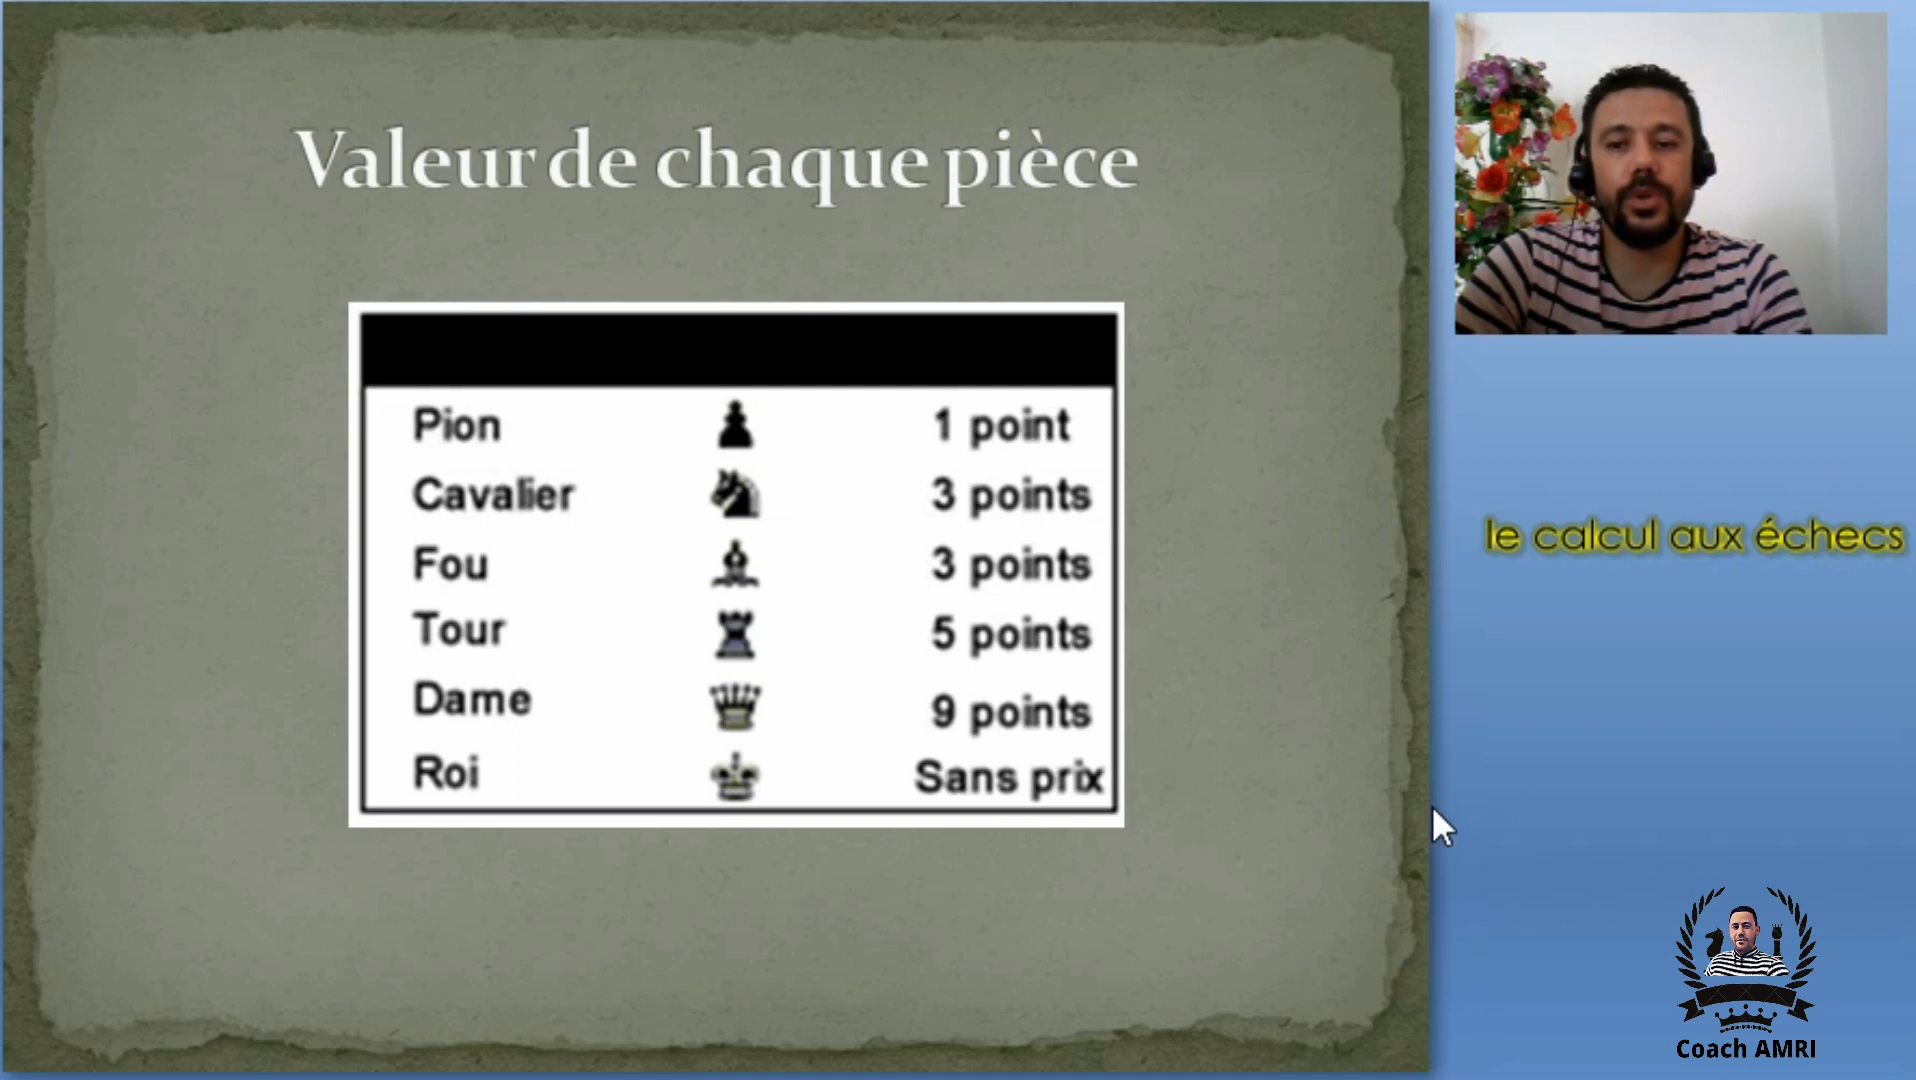 Valeur de chaque pièce
Pion 1 point
Cavalier 3 points
Fou 3 points
Tour 5 points
Dame 9 points
Roi Sans prix
le calcul aux échecs
Coach AMRI